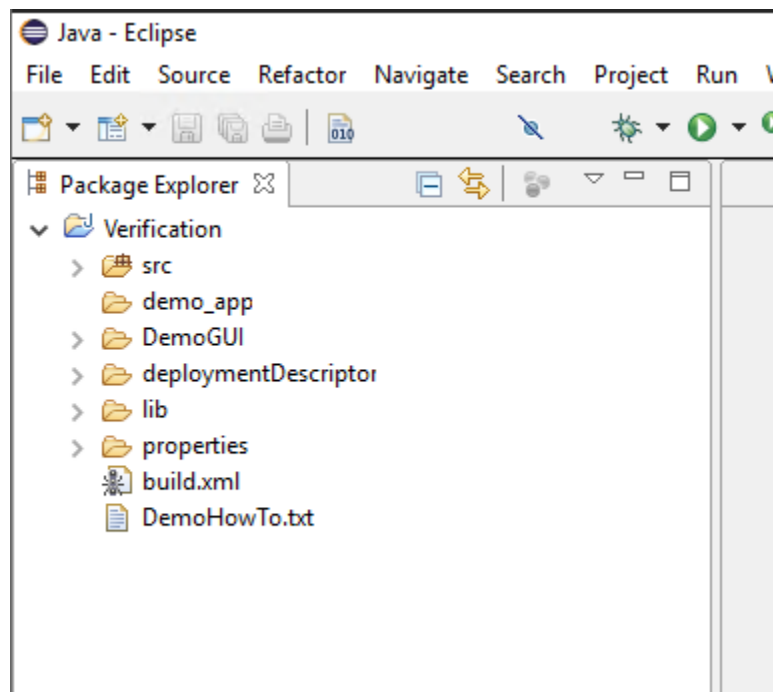 Java - Eclipse
File Edit Source Refactor Navigate Search Project Run
010
Package Explorer
Verification
src
demo_app
DemoGUI
deploymentDescriptor
lib
properties
build.xml
DemoHowTo.txt